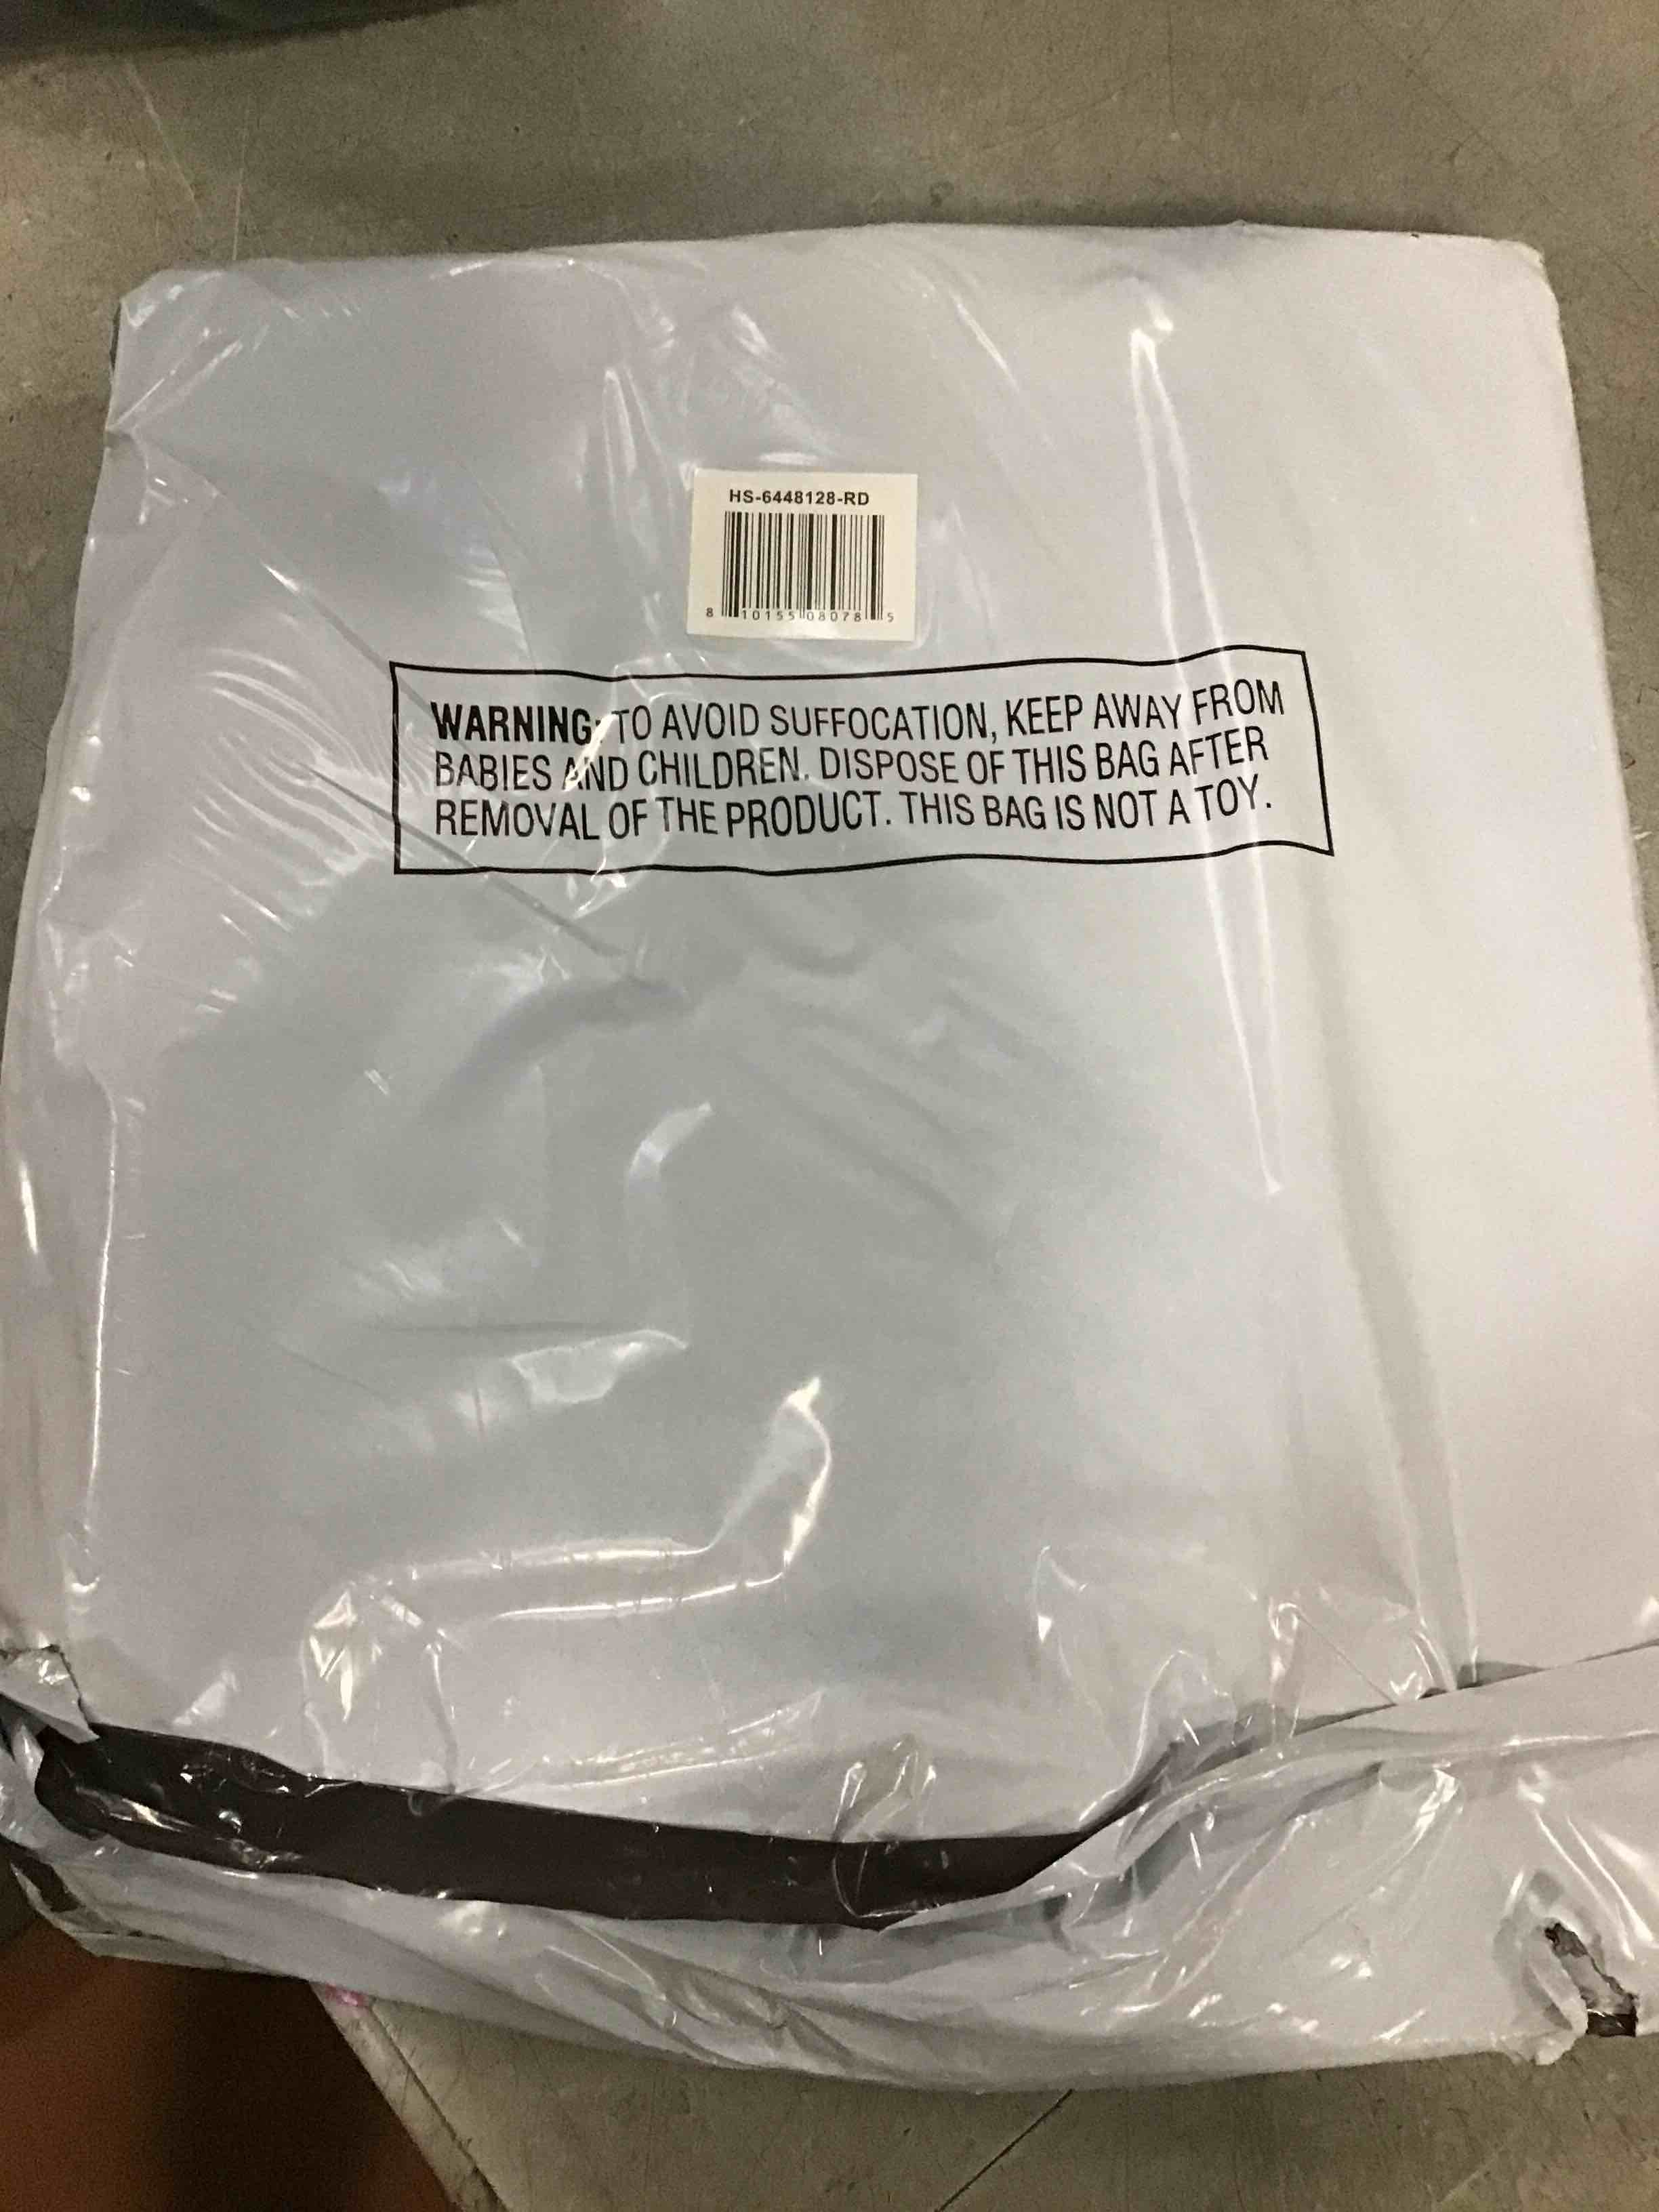 HS-6448128-RD
8 10155 08078 5
WARNING: TO AVOID SUFFOCATION, KEEP AWAY FROM
BABIES AND CHILDREN. DISPOSE OF THIS BAG AFTER
REMOVAL OF THE PRODUCT. THIS BAG IS NOT A TOY.